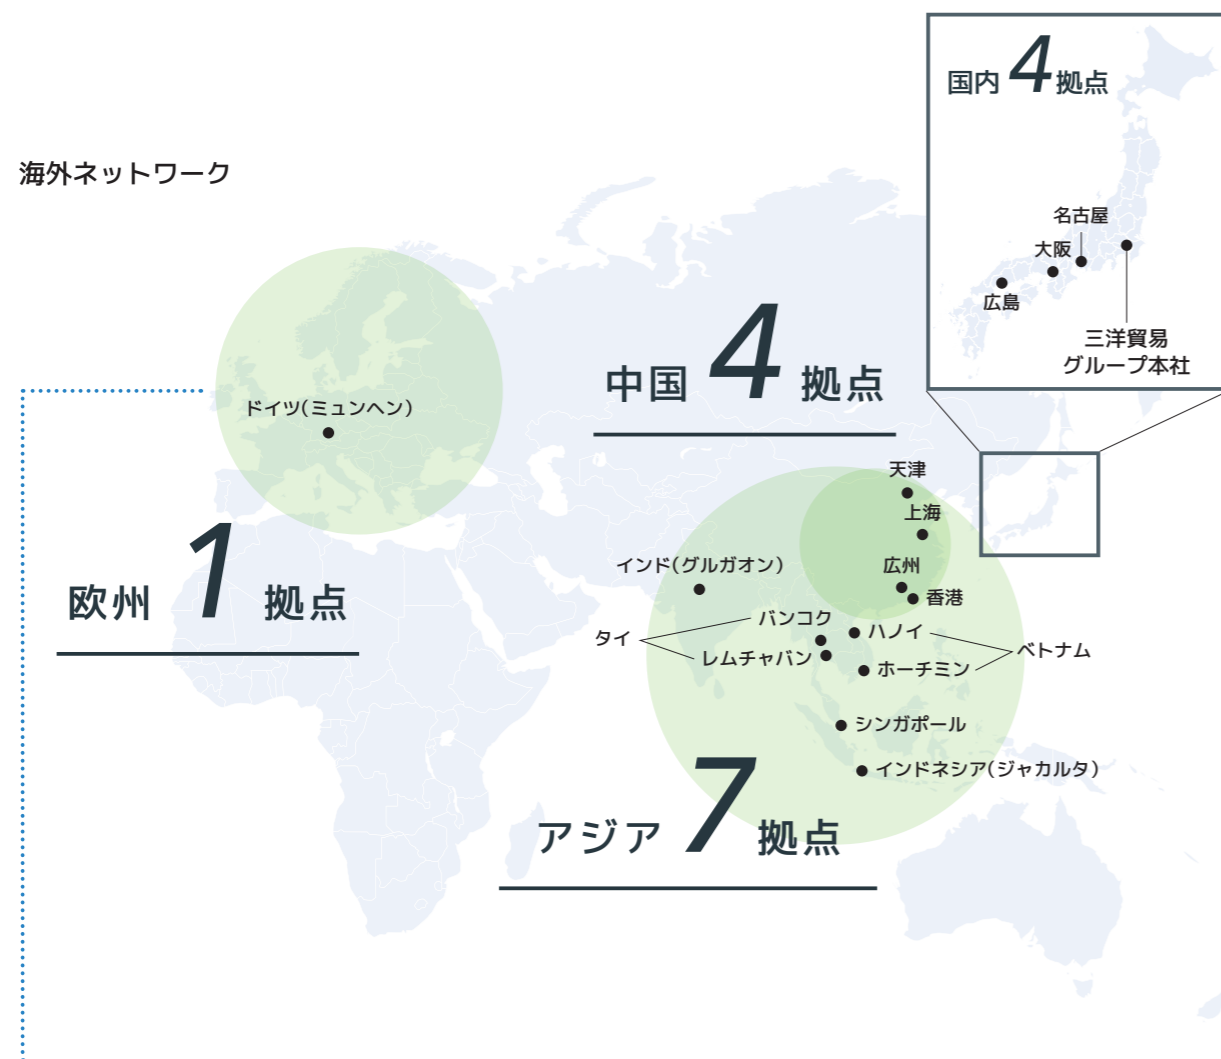 海外ネットワーク
国内 4 拠点
名古屋
大阪
広島
三洋貿易
グループ本社
中国 4 拠点
ドイツ(ミュンヘン)
欧州 1 拠点
天津
上海
広州
香港
インド(グルガオン)
バンコク
タイ
レムチャバン
ハノイ
ベトナム
ホーチミン
シンガポール
インドネシア(ジャカルタ)
アジア 7 拠点